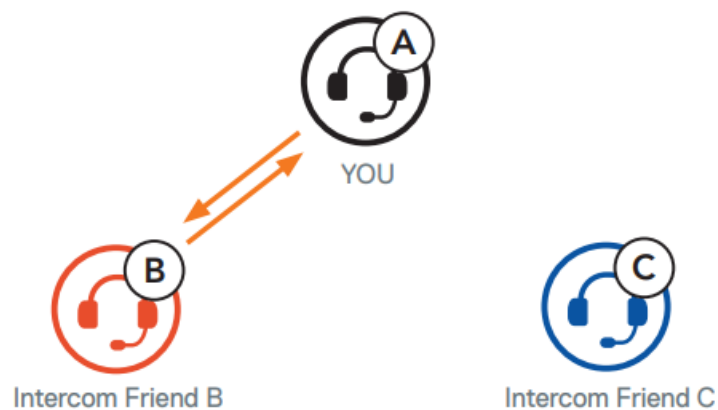 A
YOU
B
C
Intercom Friend B
Intercom Friend C